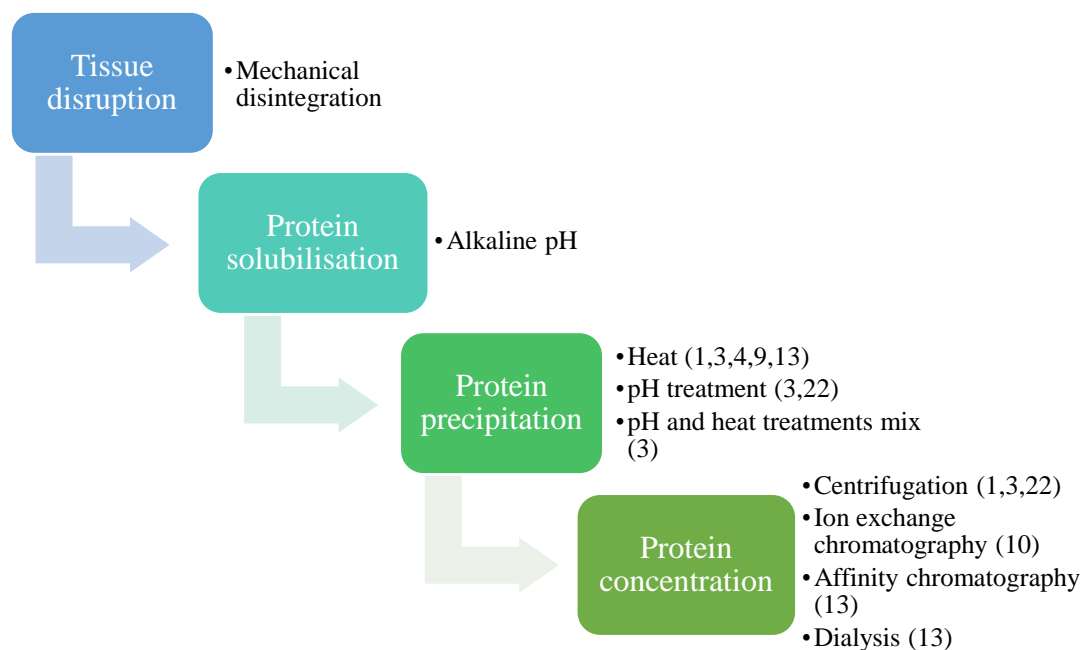 Tissue
disruption
•Mechanical
disintegration
Protein
solubilisation
•Alkaline pH
Protein
precipitation
•Heat (1,3,4,9,13)
•pH treatment (3,22)
•pH and heat treatments mix
(3)
Protein
concentration
•Centrifugation (1,3,22)
•Ion exchange
chromatography (10)
•Affinity chromatography
(13)
•Dialysis (13)